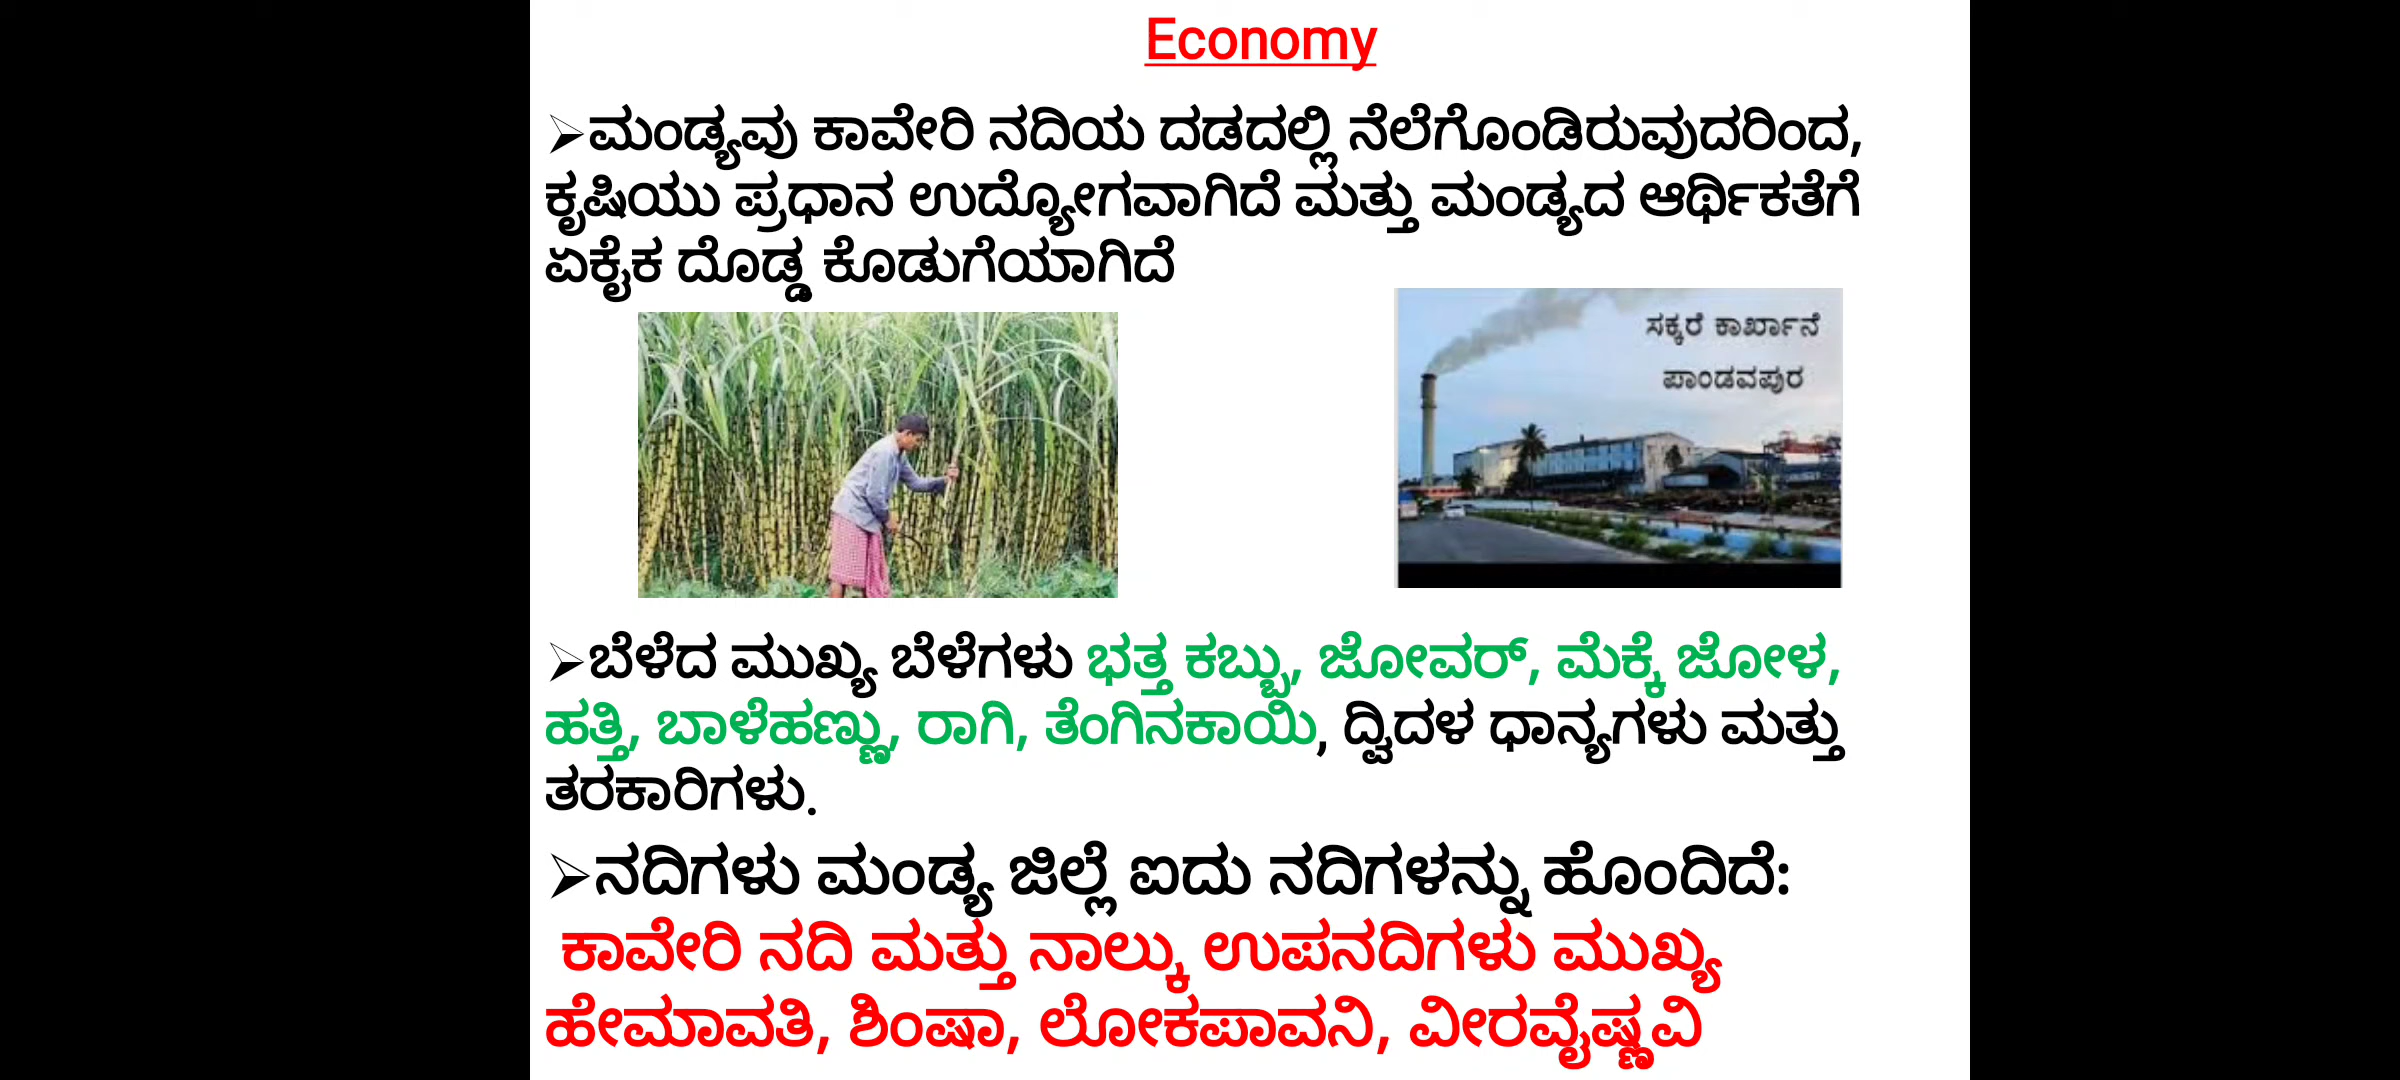 Economy
➢ಮಂಡ್ಯವು ಕಾವೇರಿ ನದಿಯ ದಡದಲ್ಲಿ ನೆಲೆಗೊಂಡಿರುವುದರಿಂದ,
ಕೃಷಿಯು ಪ್ರಧಾನ ಉದ್ಯೋಗವಾಗಿದೆ ಮತ್ತು ಮಂಡ್ಯದ ಆರ್ಥಿಕತೆಗೆ
ಏಕೈಕ ದೊಡ್ಡ ಕೊಡುಗೆಯಾಗಿದೆ
ಸಕ್ಕರೆ ಕಾರ್ಖಾನೆ
ಪಾಂಡವಪುರ
➢ಬೆಳೆದ ಮುಖ್ಯ ಬೆಳೆಗಳು ಭತ್ತ ಕಬ್ಬು, ಜೋವರ್, ಮೆಕ್ಕೆ ಜೋಳ,
ಹತ್ತಿ, ಬಾಳೆಹಣ್ಣು, ರಾಗಿ, ತೆಂಗಿನಕಾಯಿ, ದ್ವಿದಳ ಧಾನ್ಯಗಳು ಮತ್ತು
ತರಕಾರಿಗಳು.
➢ನದಿಗಳು ಮಂಡ್ಯ ಜಿಲ್ಲೆ ಐದು ನದಿಗಳನ್ನು ಹೊಂದಿದೆ:
ಕಾವೇರಿ ನದಿ ಮತ್ತು ನಾಲ್ಕು ಉಪನದಿಗಳು ಮುಖ್ಯ
ಹೇಮಾವತಿ, ಶಿಂಷಾ, ಲೋಕಪಾವನಿ, ವೀರವೈಷ್ಣವಿ